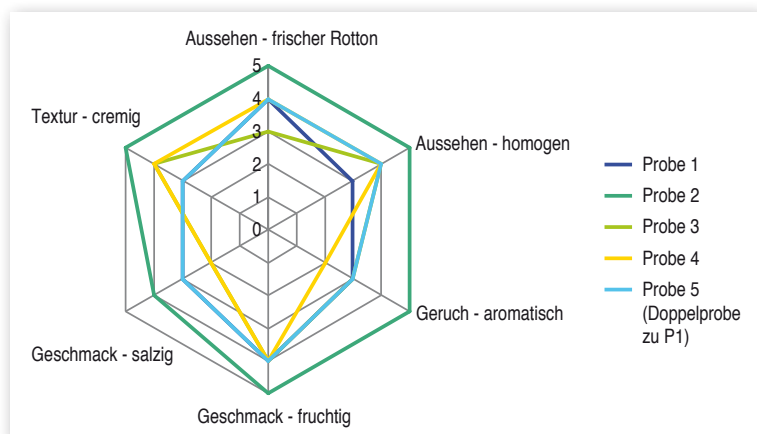 Aussehen - frischer Rotton
5
4
3
2
1
0
Textur - cremig
Aussehen - homogen
Geruch - aromatisch
Geschmack - salzig
Geschmack - fruchtig
Probe 1
Probe 2
Probe 3
Probe 4
Probe 5
(Doppelprobe
zu P1)